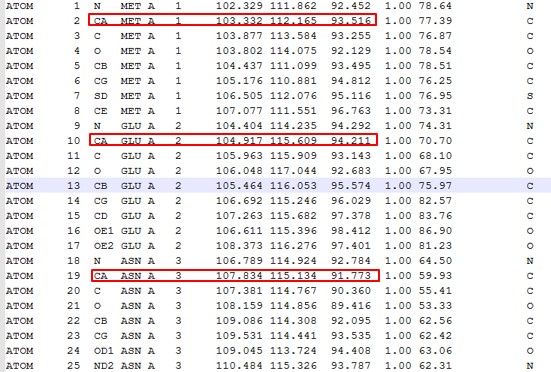 ATOM 1 N MET A 1 102.329 111.862 92.452 1.00 78.64 N
ATOM 2 CA MET A 1 103.332 112.165 93.516 1.00 77.39 C
ATOM 3 C MET A 1 103.877 113.584 93.255 1.00 76.87 C
ATOM 4 O MET A 1 103.802 114.075 92.129 1.00 78.54 O
ATOM 5 CB MET A 1 104.437 111.099 93.495 1.00 78.51 C
ATOM 6 CG MET A 1 105.176 110.881 94.812 1.00 76.25 C
ATOM 7 SD MET A 1 106.505 112.076 95.116 1.00 76.95 S
ATOM 8 CE MET A 1 107.077 111.551 96.763 1.00 73.31 C
ATOM 9 N GLU A 2 104.404 114.235 94.292 1.00 74.31 N
ATOM 10 CA GLU A 2 104.917 115.609 94.211 1.00 70.70 C
ATOM 11 C GLU A 2 105.963 115.909 93.143 1.00 68.10 C
ATOM 12 O GLU A 2 106.048 117.044 92.683 1.00 67.95 O
ATOM 13 CB GLU A 2 105.464 116.053 95.574 1.00 75.97 C
ATOM 14 CG GLU A 2 106.692 115.246 96.029 1.00 82.57 C
ATOM 15 CD GLU A 2 107.263 115.682 97.378 1.00 83.76 C
ATOM 16 OE1 GLU A 2 106.611 115.396 98.412 1.00 86.90 O
ATOM 17 OE2 GLU A 2 108.373 116.276 97.401 1.00 81.23 O
ATOM 18 N ASN A 3 106.789 114.924 92.784 1.00 64.50 N
ATOM 19 CA ASN A 3 107.834 115.134 91.773 1.00 59.93 C
ATOM 20 C ASN A 3 107.381 114.767 90.360 1.00 55.41 C
ATOM 21 O ASN A 3 108.159 114.856 89.416 1.00 53.33 O
ATOM 22 CB ASN A 3 109.086 114.308 92.095 1.00 62.56 C
ATOM 23 CG ASN A 3 109.531 114.441 93.535 1.00 62.42 C
ATOM 24 OD1 ASN A 3 109.045 113.724 94.408 1.00 63.06 O
ATOM 25 ND2 ASN A 3 110.484 115.326 93.787 1.00 62.31 N